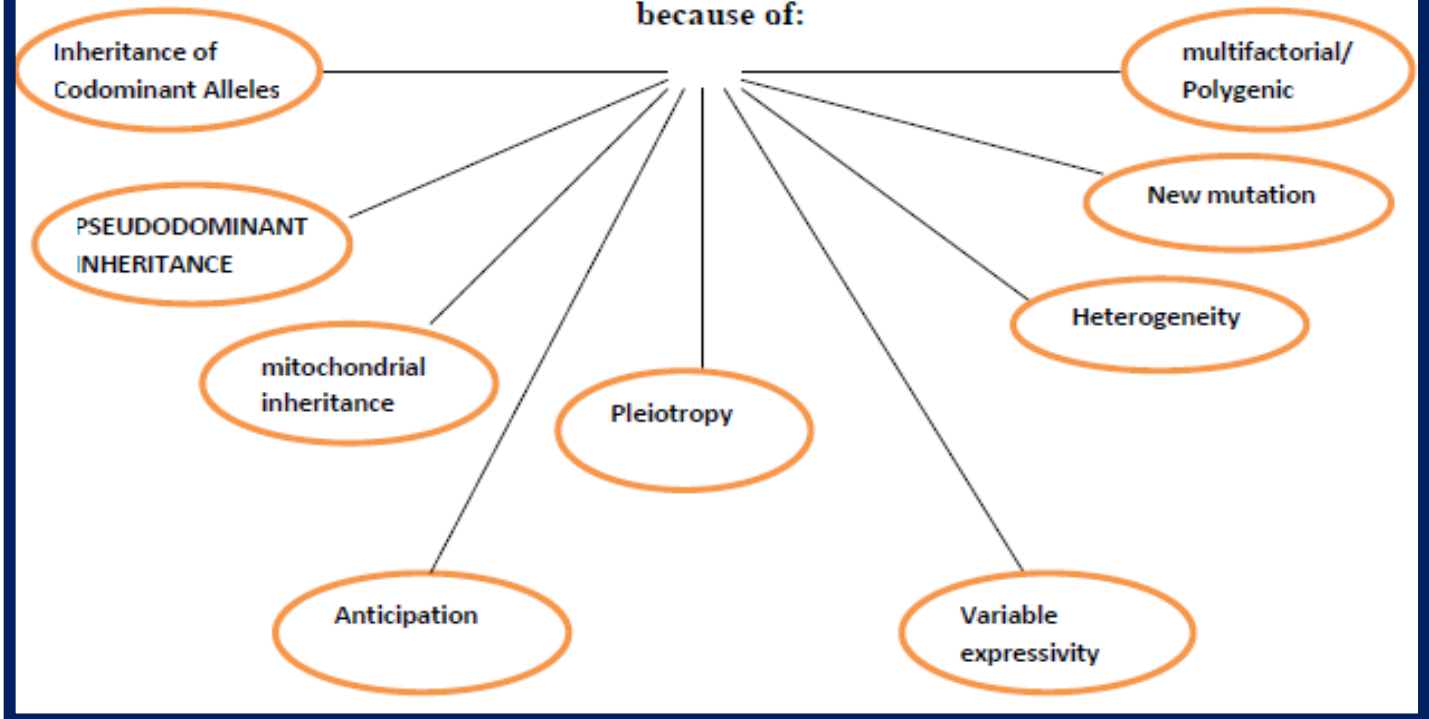 because of:
Inheritance of
Codominant Alleles
multifactorial/
Polygenic
New mutation
PSEUDODOMINANT
INHERITANCE
Heterogeneity
mitochondrial
inheritance
Pleiotropy
Anticipation
Variable
expressivity